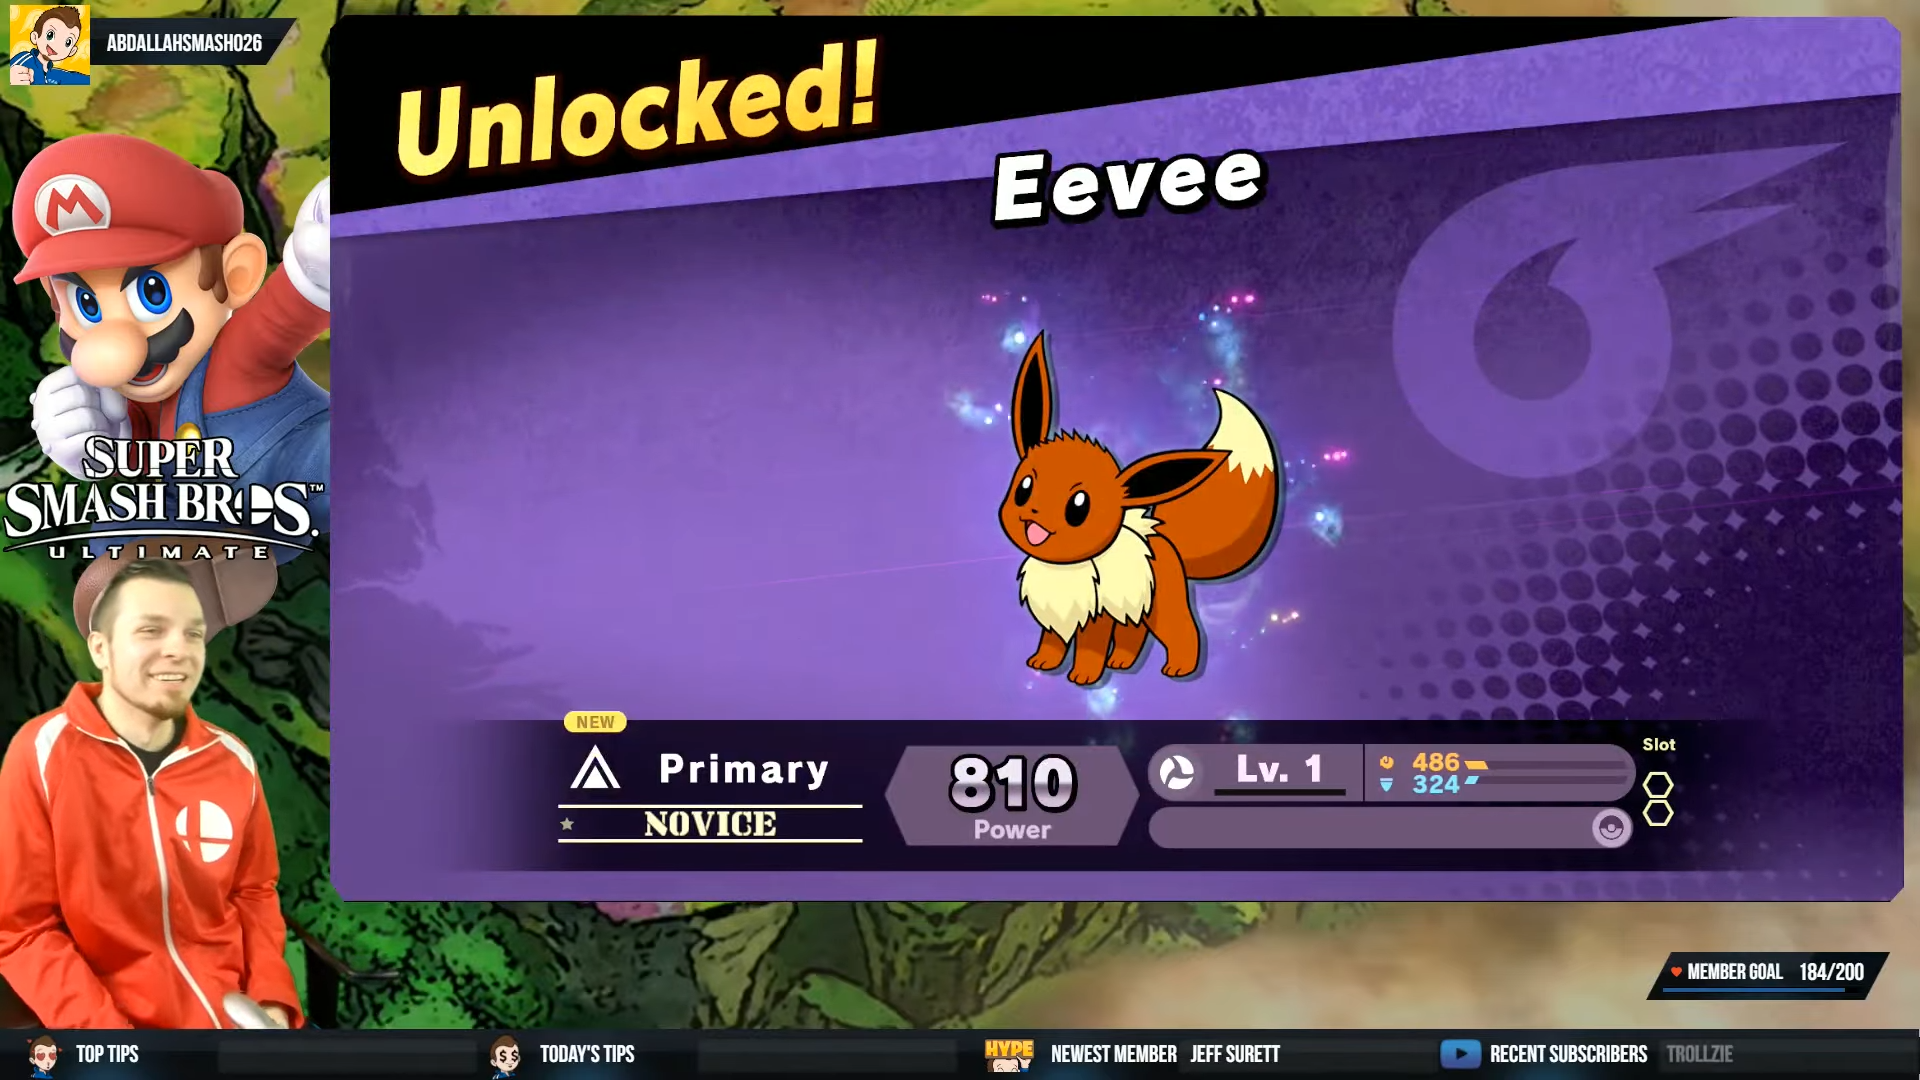 ABDALLAHSMASH026
Unlocked!
Eevee
M
SUPER
SMASH BROS.™
ULTIMATE
NEW
Primary
NOVICE
810
Power
Lv. 1
486
324
Slot
MEMBER GOAL 184/200
TOP TIPS
TODAY'S TIPS
HYPE
NEWEST MEMBER JEFF SURETT
RECENT SUBSCRIBERS TROLLZIE